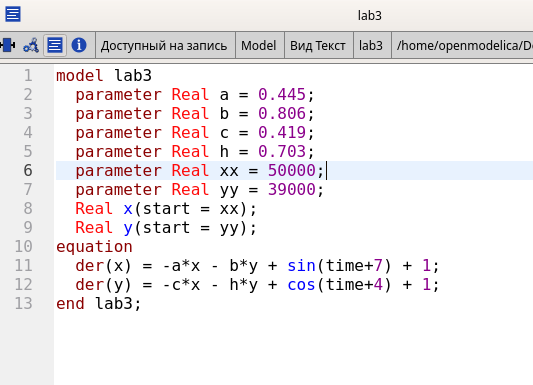 lab3
Доступный на запись Model Вид Текст lab3 /home/openmodelica/D
1 model lab3
2 parameter Real a = 0.445;
3 parameter Real b = 0.806;
4 parameter Real c = 0.419;
5 parameter Real h = 0.703;
6 parameter Real xx = 50000;
7 parameter Real yy = 39000;
8 Real x(start = xx);
9 Real y(start = yy);
10 equation
11 der(x) = -a*x - b*y + sin(time+7) + 1;
12 der(y) = -c*x - h*y + cos(time+4) + 1;
13 end lab3;